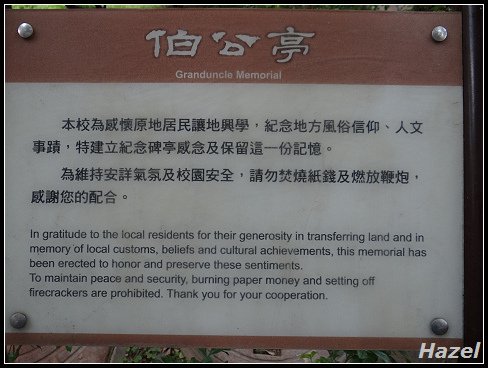 伯公亭
Granduncle Memorial
本校為感懷原地居民讓地興學，紀念地方風俗信仰、人文
事蹟，特建立紀念碑亭感念及保留這一份記憶。
為維持安詳氣氛及校園安全，請勿焚燒紙錢及燃放鞭炮，
感謝您的配合。
In gratitude to the local residents for their generosity in transferring land and in
memory of local customs, beliefs and cultural achievements, this memorial has
been erected to honor and preserve these sentiments.
To maintain peace and security, burning paper money and setting off
firecrackers are prohibited. Thank you for your cooperation.
Hazel